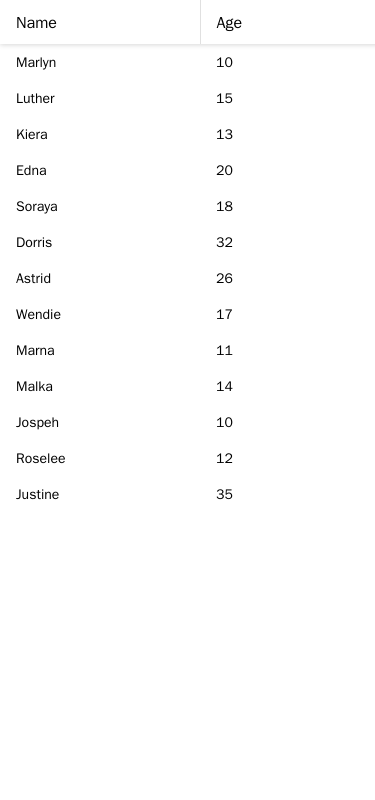 Name Age
Marlyn 10
Luther 15
Kiera 13
Edna 20
Soraya 18
Dorris 32
Astrid 26
Wendie 17
Marna 11
Malka 14
Jospeh 10
Roselee 12
Justine 35